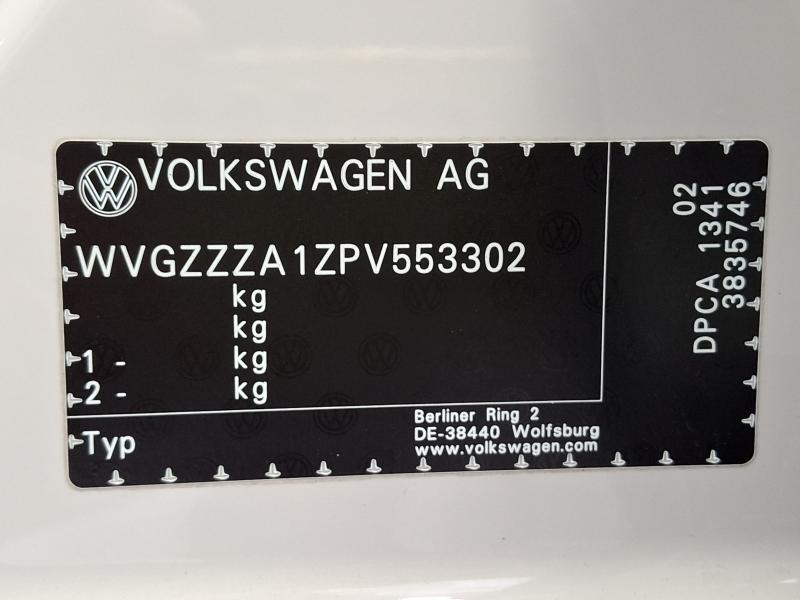 VOLKSWAGEN AG
WVGZZZA1ZPV553302
kg
kg
1 - kg
2 - kg
Typ
Berliner Ring 2
DE-38440 Wolfsburg
www.volkswagen.com
02
DPCA 1341
3835746